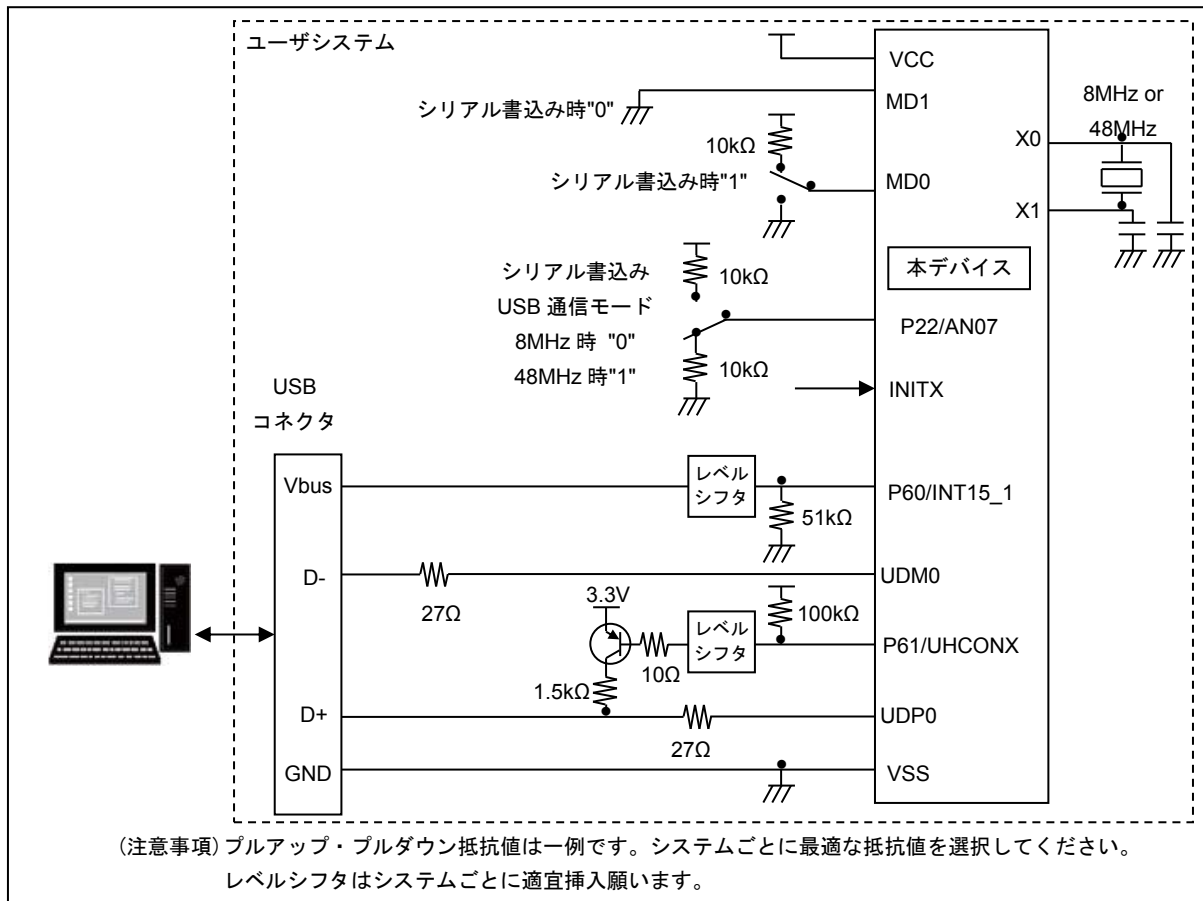 ユーザシステム
VCC
シリアル書込み時"0"
MD1
8MHz or
48MHz
10kΩ
X0
シリアル書込み時"1"
MD0
X1
本デバイス
シリアル書込み
10kΩ
USB 通信モード
8MHz 時 "0"
48MHz 時"1"
P22/AN07
10kΩ
INITX
USB
コネクタ
Vbus
レベル
シフタ
P60/INT15_1
51kΩ
D-
27Ω
UDM0
3.3V
100kΩ
レベル
シフタ
10Ω
P61/UHCONX
1.5kΩ
D+
27Ω
UDP0
GND
VSS
(注意事項) プルアップ・プルダウン抵抗値は一例です。システムごとに最適な抵抗値を選択してください。
レベルシフタはシステムごとに適宜挿入願います。